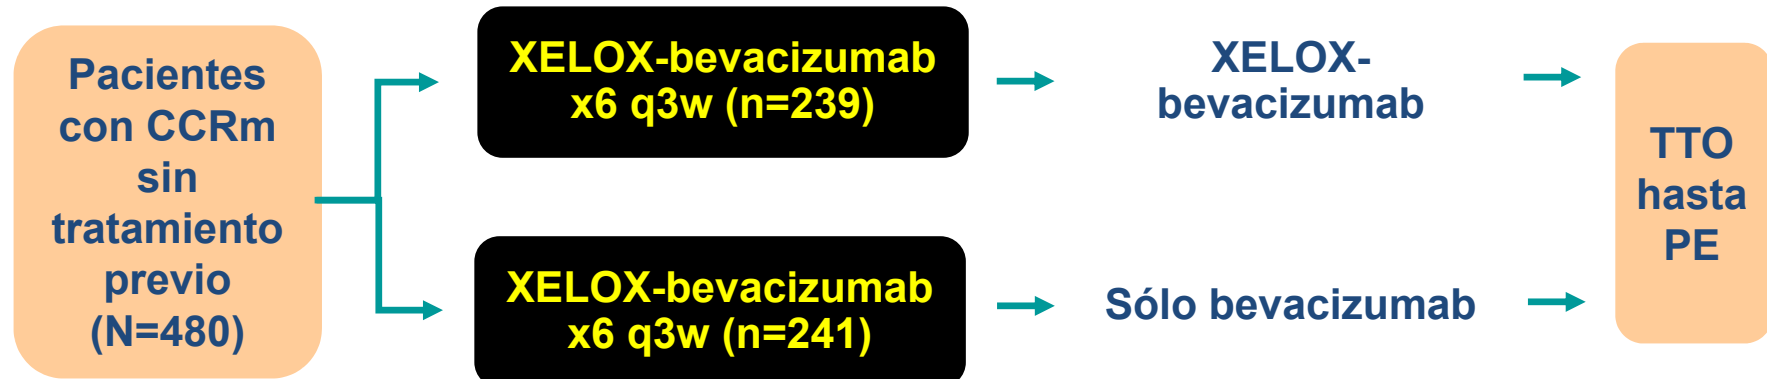 Pacientes
con CCRm
sin
tratamiento
previo
(N=480)
XELOX-bevacizumab
x6 q3w (n=239)
XELOX-
bevacizumab
XELOX-bevacizumab
x6 q3w (n=241)
Sólo bevacizumab
TTO
hasta
PE